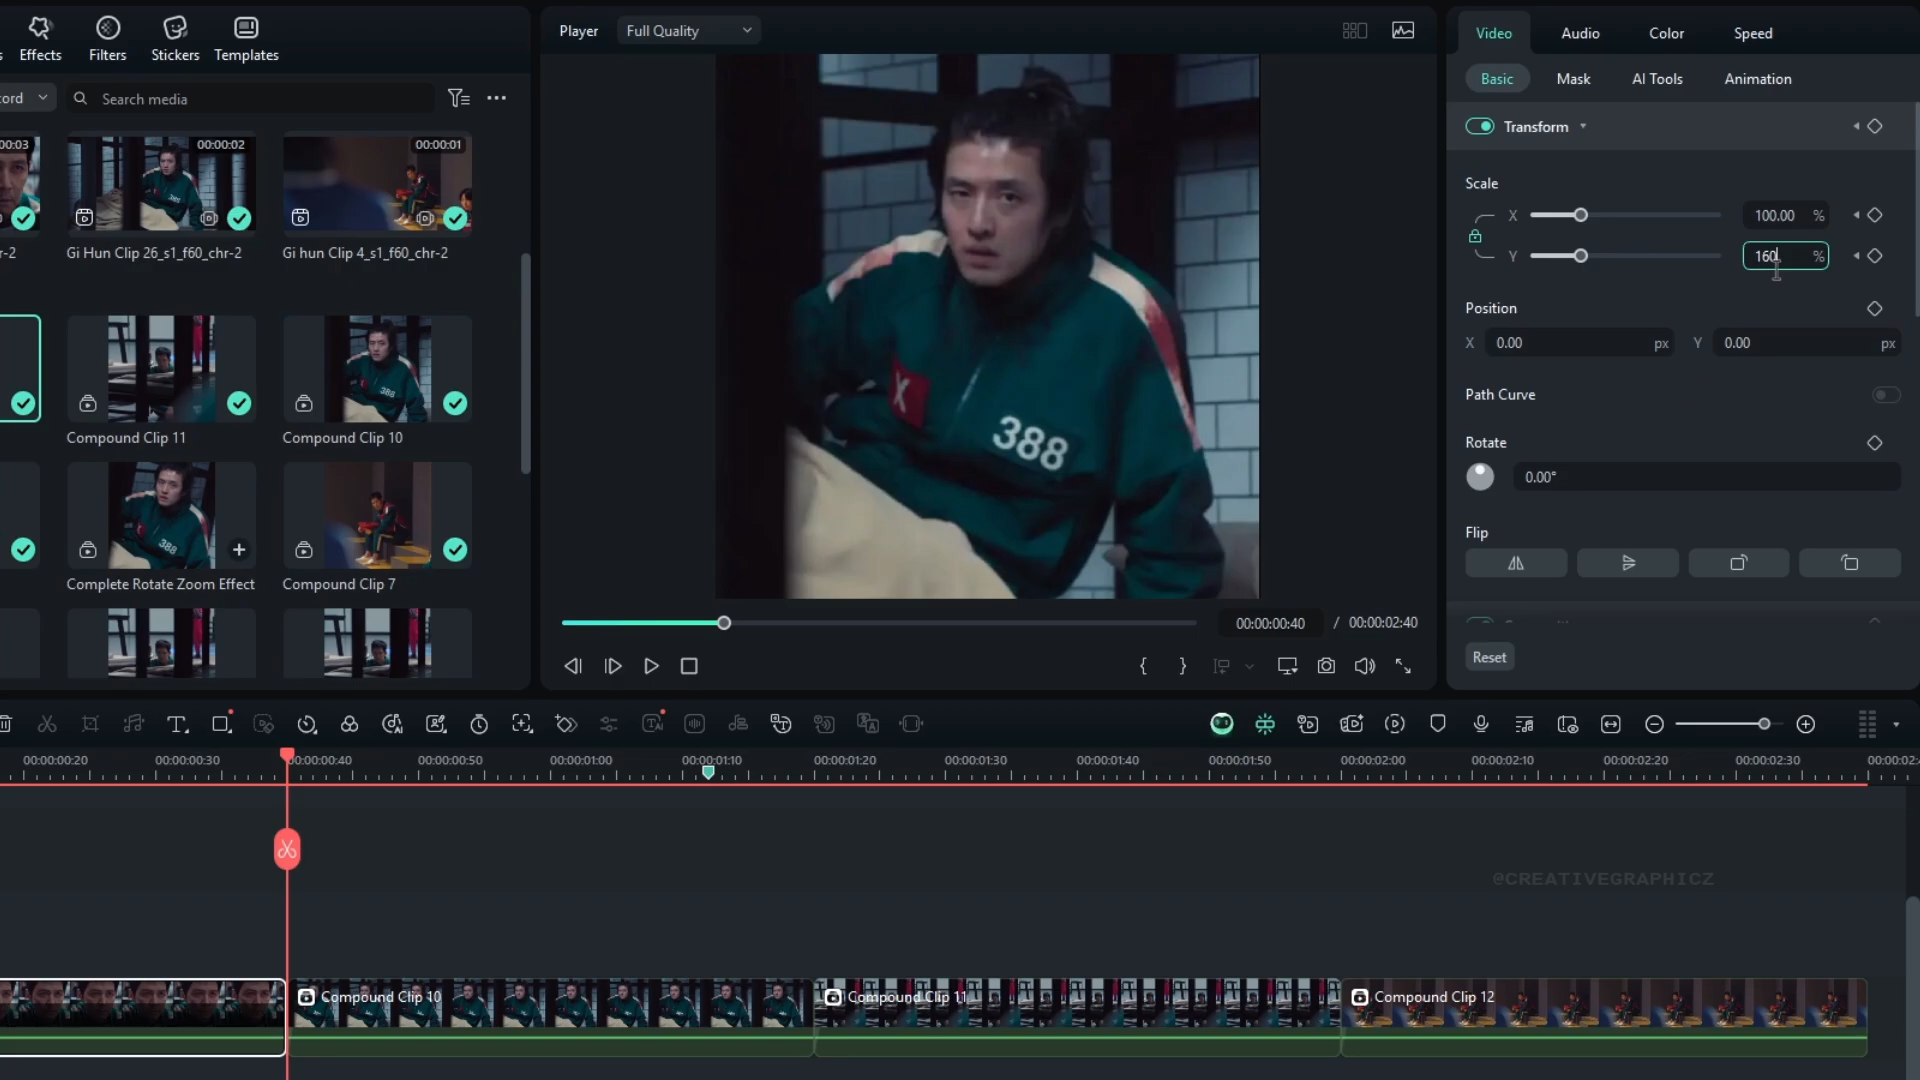 Effects
Filters
Stickers
Templates
Player
Full Quality
Video
Audio
Color
Speed
ord
Search media
Basic
Mask
AI Tools
Animation
00:03
00:00:02
00:00:01
Transform
r-2
Gi Hun Clip 26_s1_f60_chr-2
Gi hun Clip 4_s1_f60_chr-2
Scale
X
100.00
%
Y
160
%
Position
X
0.00
px
Y
0.00
px
Path Curve
Compound Clip 11
Compound Clip 10
X
388
Rotate
0.00°
Flip
Complete Rotate Zoom Effect
Compound Clip 7
00:00:00:40
/
00:00:02:40
Reset
00:00:00:20
00:00:00:30
00:00:00:40
00:00:00:50
00:00:01:00
00:00:01:10
00:00:01:20
00:00:01:30
00:00:01:40
00:00:01:50
00:00:02:00
00:00:02:10
00:00:02:20
00:00:02:30
00:00:02:
@CREATIVEGRAPHICZ
Compound Clip 10
Compound Clip 11
Compound Clip 12